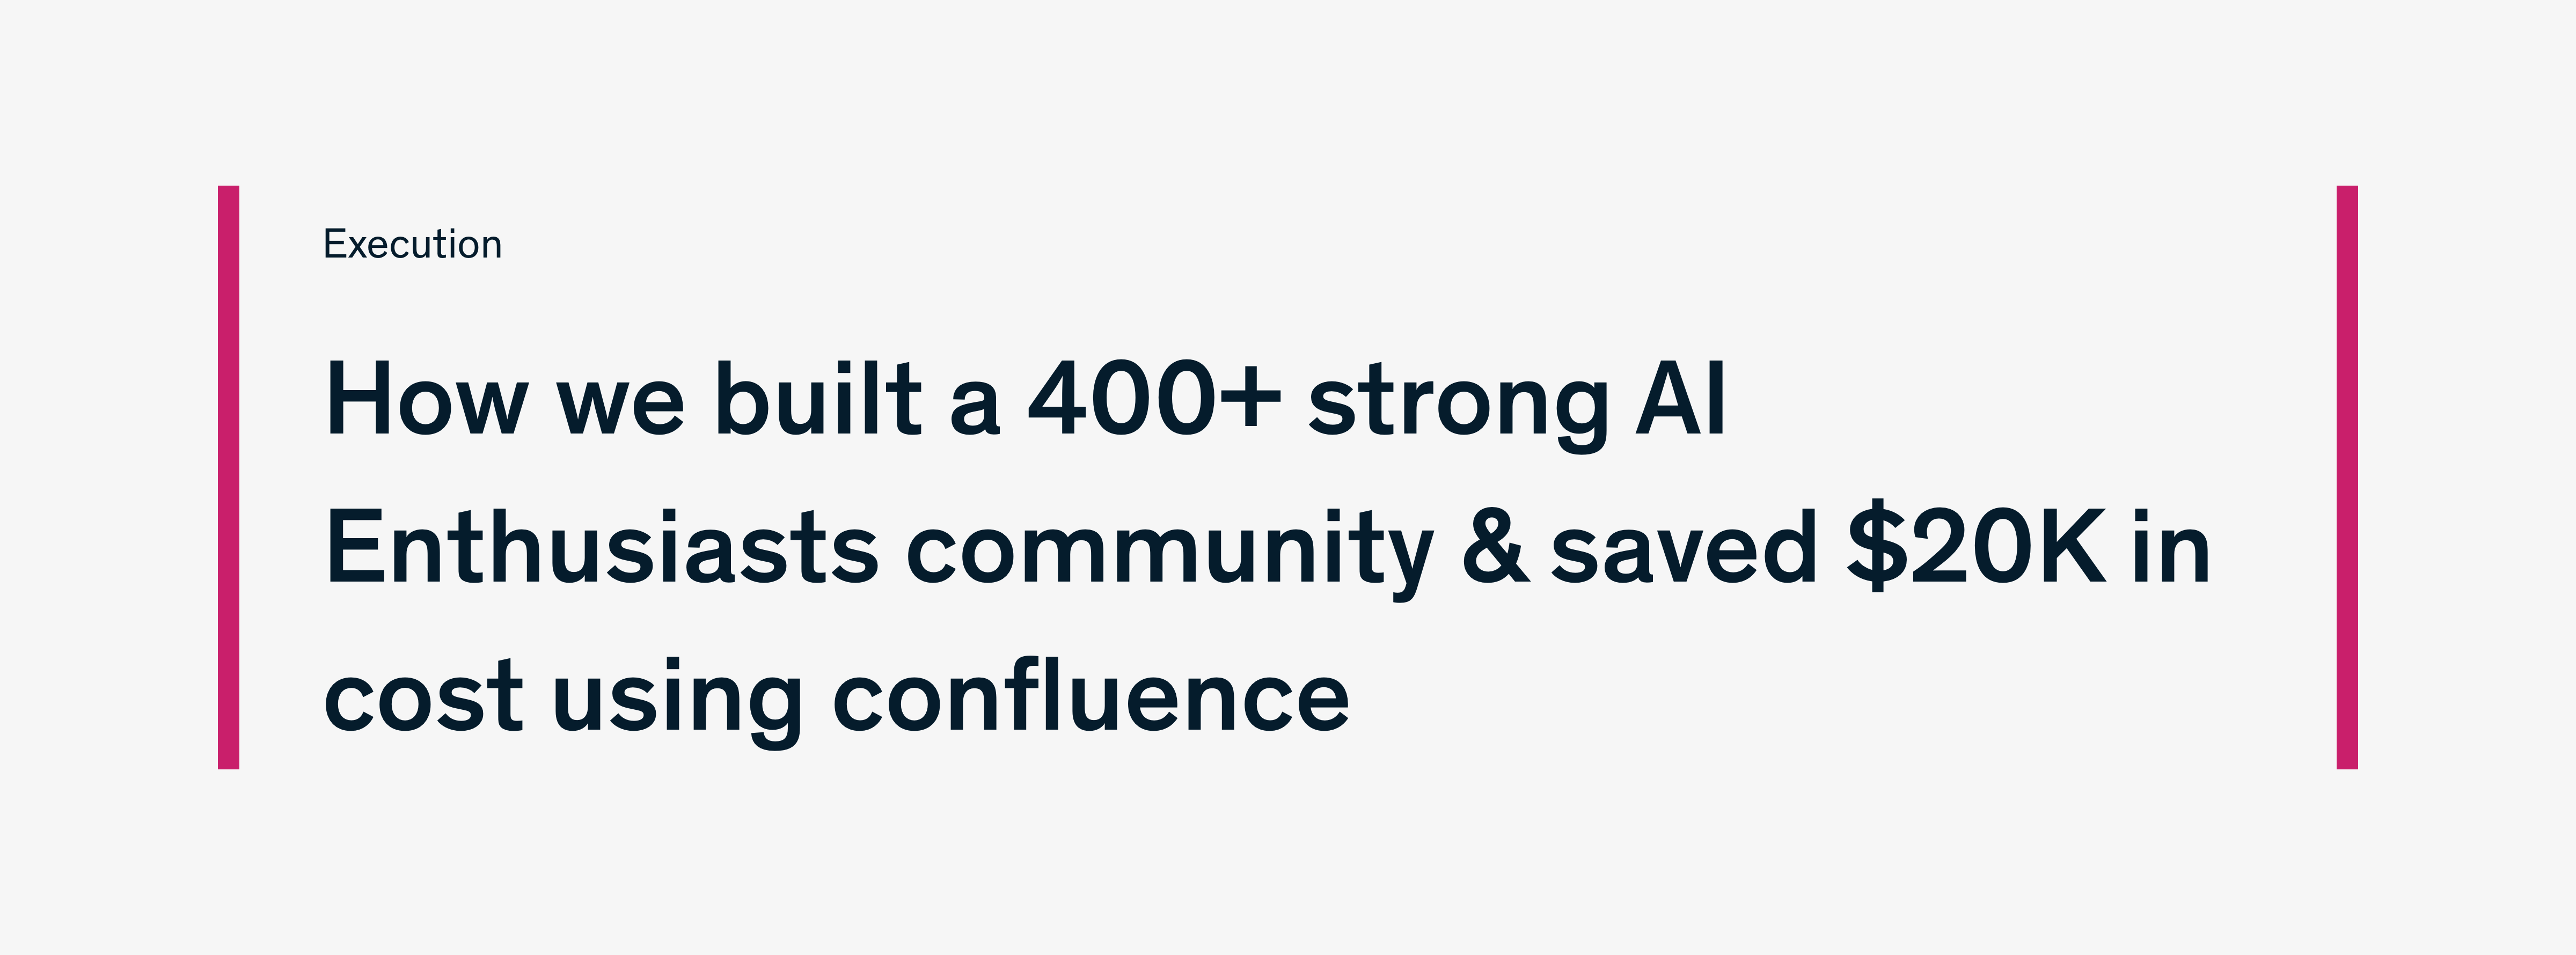 Execution
How we built a 400+ strong AI
Enthusiasts community & saved $20K in
cost using confluence